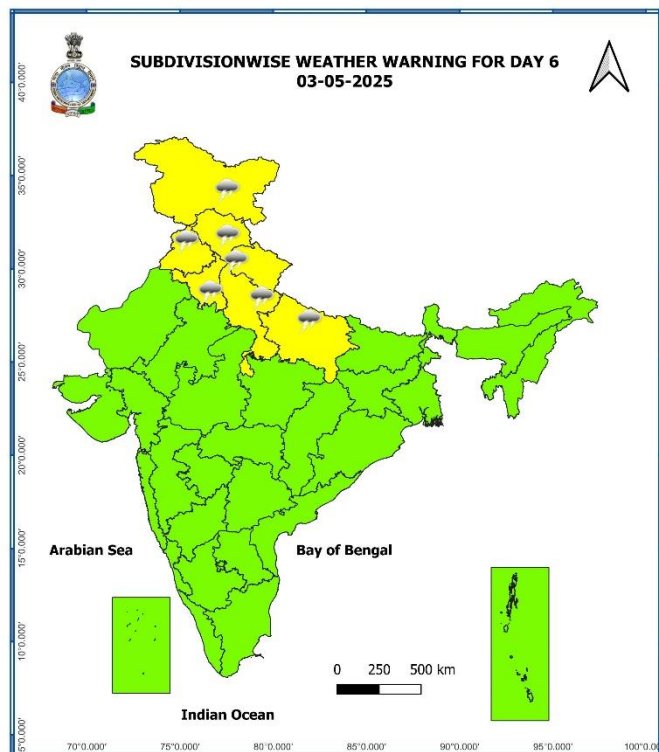 SUBDIVISIONWISE WEATHER WARNING FOR DAY 6
03-05-2025
40°0.000'
35°0.000'
30°0.000'
25°0.000'
20°0.000'
15°0.000'
10°0.000'
5°0.000'
Arabian Sea
Bay of Bengal
0 250 500 km
Indian Ocean
70°0.000' 75°0.000' 80°0.000' 85°0.000' 90°0.000' 95°0.000' 100°0.000'